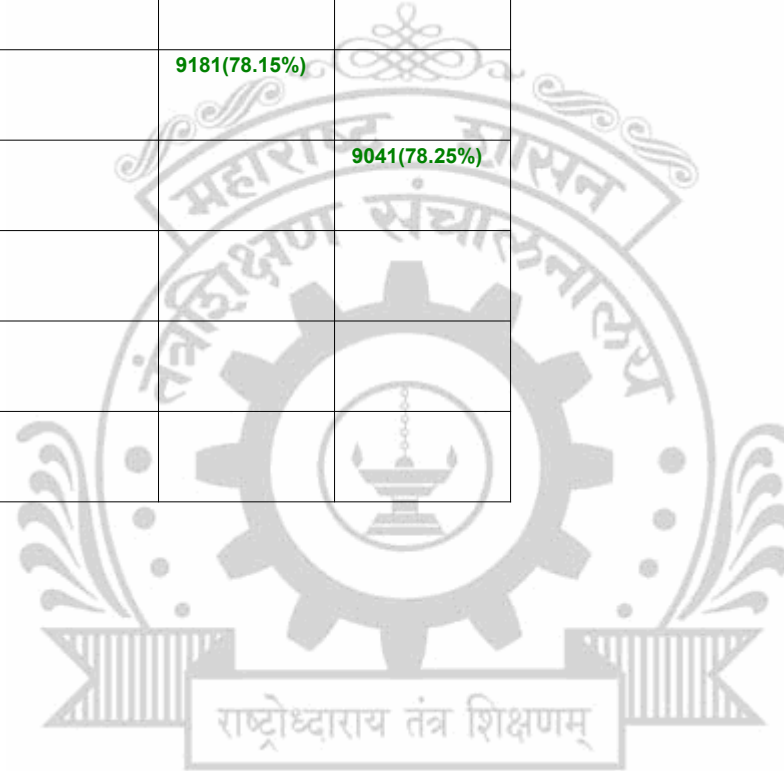 9181(78.15%)
महाराष्ट्र शासन
9041(78.25%)
तंत्रशिक्षण संचालनालय
राष्ट्रोध्दाराय तंत्र शिक्षणम्